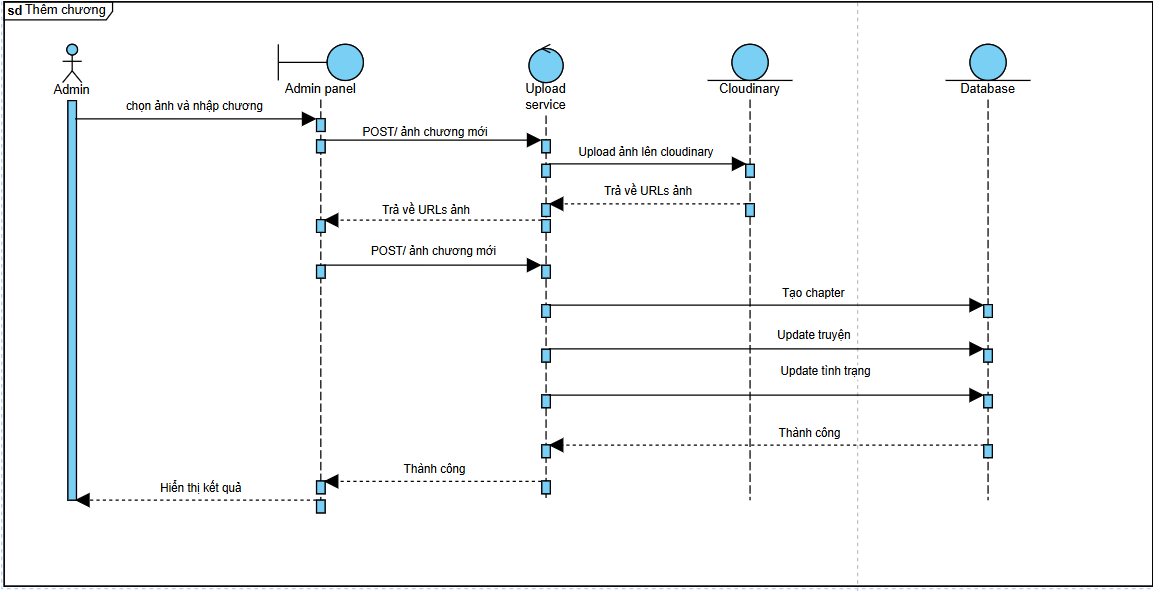 sd Thêm chương
Admin
Admin panel
Upload
service
Cloudinary
Database
chọn ảnh và nhập chương
POST/ ảnh chương mới
Upload ảnh lên cloudinary
Trả về URLs ảnh
Trả về URLs ảnh
POST/ ảnh chương mới
Tạo chapter
Update truyện
Update tình trạng
Thành công
Thành công
Hiển thị kết quả